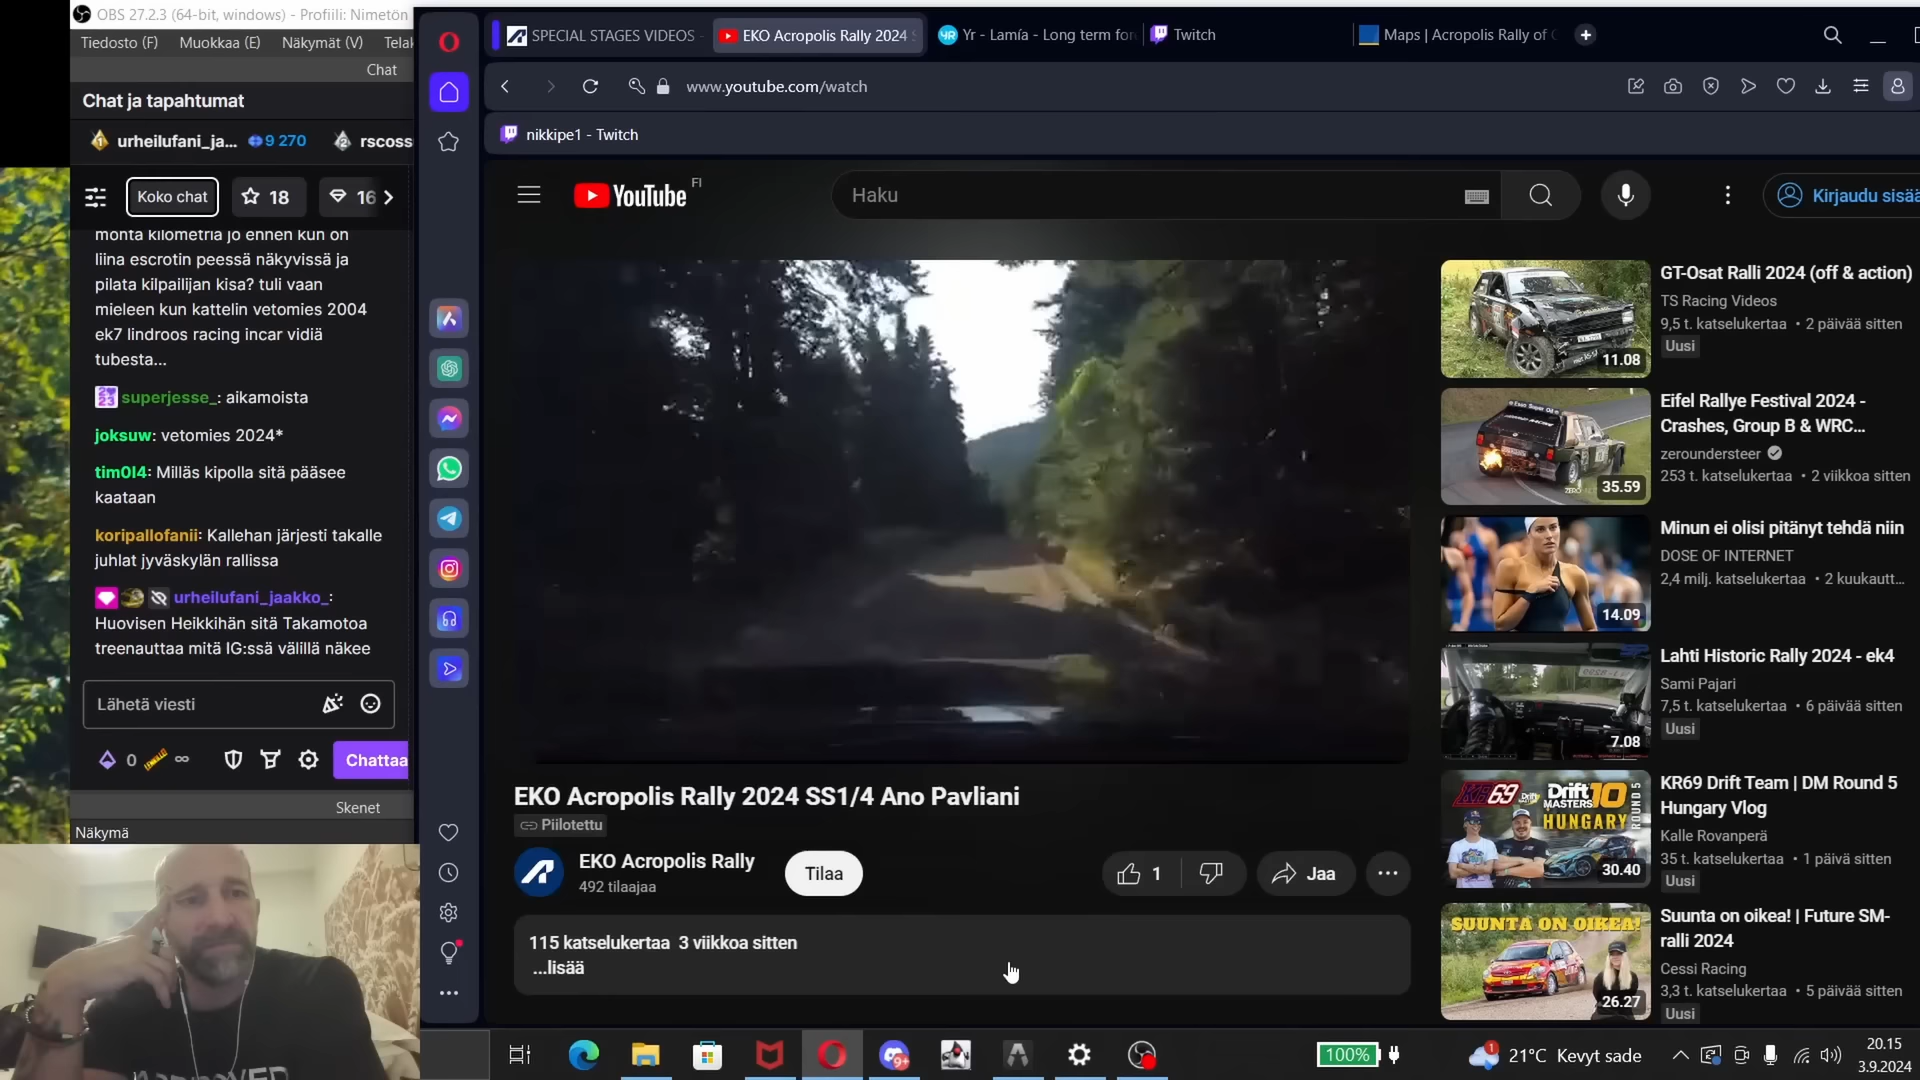 OBS 27.2.3 (64-bit, windows) - Profiili: Nimetön
Tiedosto (F) Muokkaa (E) Näkymät (V) Telak
Chat
Chat ja tapahtumat
urheilufani_ja... 9 270 rscoss
Koko chat 18 16
monta kilometriä jo ennen kun on
liina escrotin peessä näkyvissä ja
pilata kilpailijan kisa? tuli vaan
mieleen kun kattelin vetomies 2004
ek7 lindroos racing incar vidiä
tubesta...
superjesse_: aikamoista
joksuw: vetomies 2024*
tim0l4: Milläs kipolla sitä pääsee
kaataan
koripallofanii: Kallehan järjesti takalle
juhlat jyväskylän rallissa
urheilufani_jaakko_:
Huovisen Heikkihän sitä Takamotoa
treenauttaa mitä IG:ssä välillä näkee
Lähetä viesti
0 ∞ Chattaa
Skenet
Näkymä
SPECIAL STAGES VIDEOS -
EKO Acropolis Rally 2024 S
Yr - Lamía - Long term for
Twitch
Maps | Acropolis Rally of G
www.youtube.com/watch
nikkipe1 - Twitch
YouTube FI
Haku
Kirjaudu sisää
EKO Acropolis Rally 2024 SS1/4 Ano Pavliani
Piilotettu
EKO Acropolis Rally
492 tilaajaa
Tilaa
1
Jaa
115 katselukertaa 3 viikkoa sitten
...lisää
GT-Osat Ralli 2024 (off & action)
TS Racing Videos
9,5 t. katselukertaa • 2 päivää sitten
Uusi
11.08
Eifel Rallye Festival 2024 -
Crashes, Group B & WRC...
zeroundersteer
253 t. katselukertaa • 2 viikkoa sitten
35.59
Minun ei olisi pitänyt tehdä niin
DOSE OF INTERNET
2,4 milj. katselukertaa • 2 kuukautt...
14.09
Lahti Historic Rally 2024 - ek4
Sami Pajari
7,5 t. katselukertaa • 6 päivää sitten
Uusi
7.08
KR69 Drift Team | DM Round 5
Hungary Vlog
Kalle Rovanperä
35 t. katselukertaa • 1 päivä sitten
Uusi
KR69 Drift MASTERS 10
HUNGARY
ROUND 5
30.40
Suunta on oikea! | Future SM-
ralli 2024
Cessi Racing
3,3 t. katselukertaa • 5 päivää sitten
Uusi
SUUNTA ON OIKEA!
26.27
9+
100%
1
21°C Kevyt sade
20.15
3.9.2024